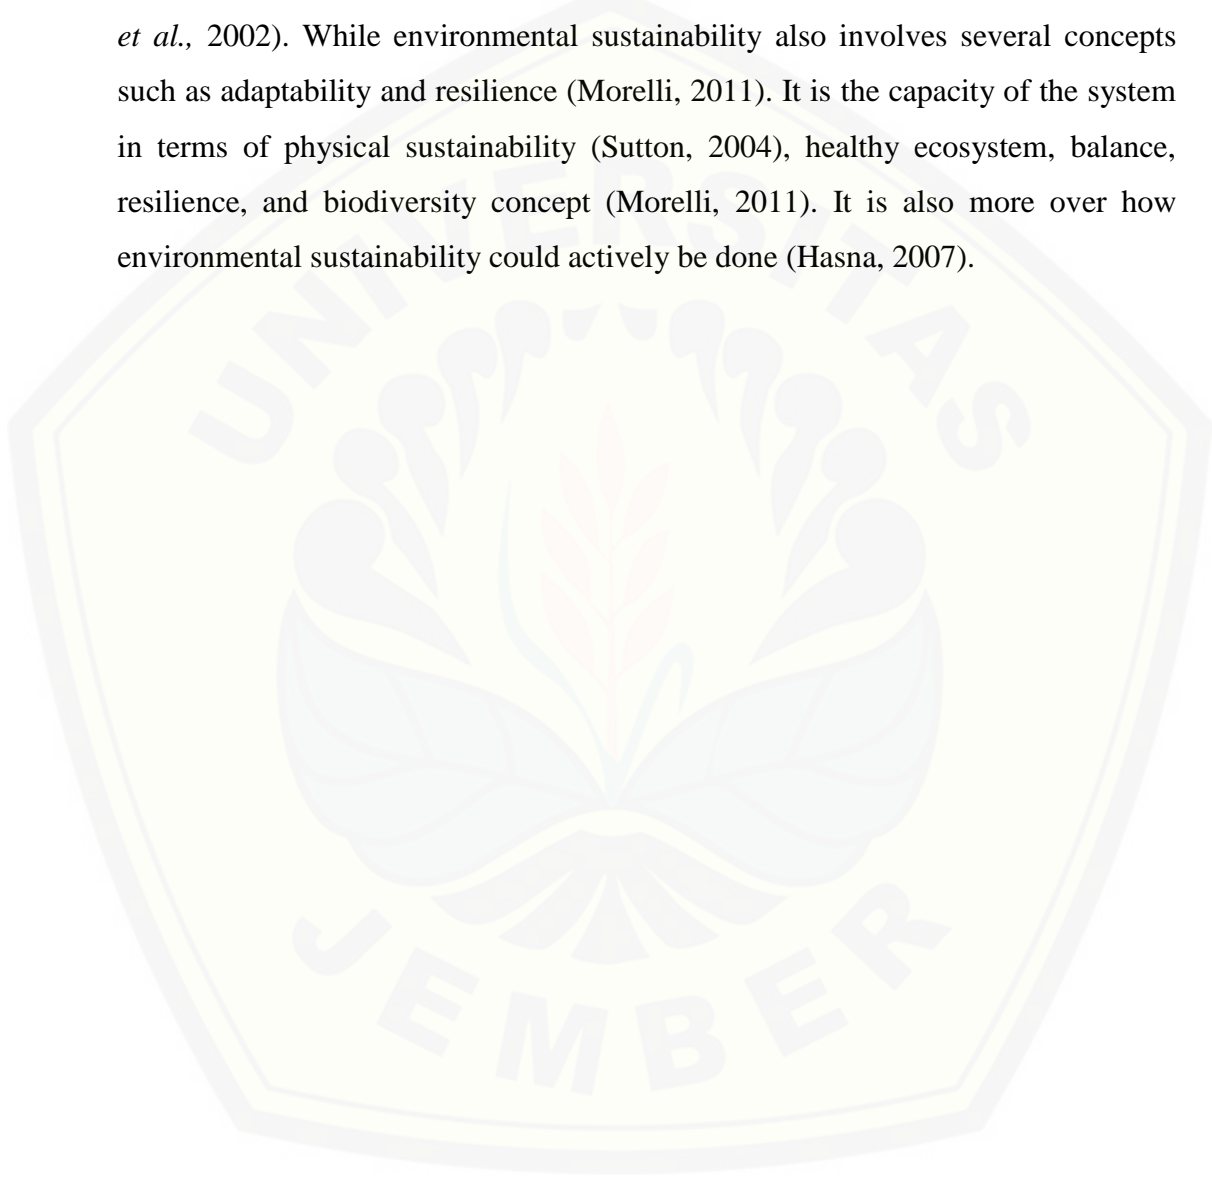 et al., 2002). While environmental sustainability also involves several concepts
such as adaptability and resilience (Morelli, 2011). It is the capacity of the system
in terms of physical sustainability (Sutton, 2004), healthy ecosystem, balance,
resilience, and biodiversity concept (Morelli, 2011). It is also more over how
environmental sustainability could actively be done (Hasna, 2007).
UNIVERSITAS
JEMBER